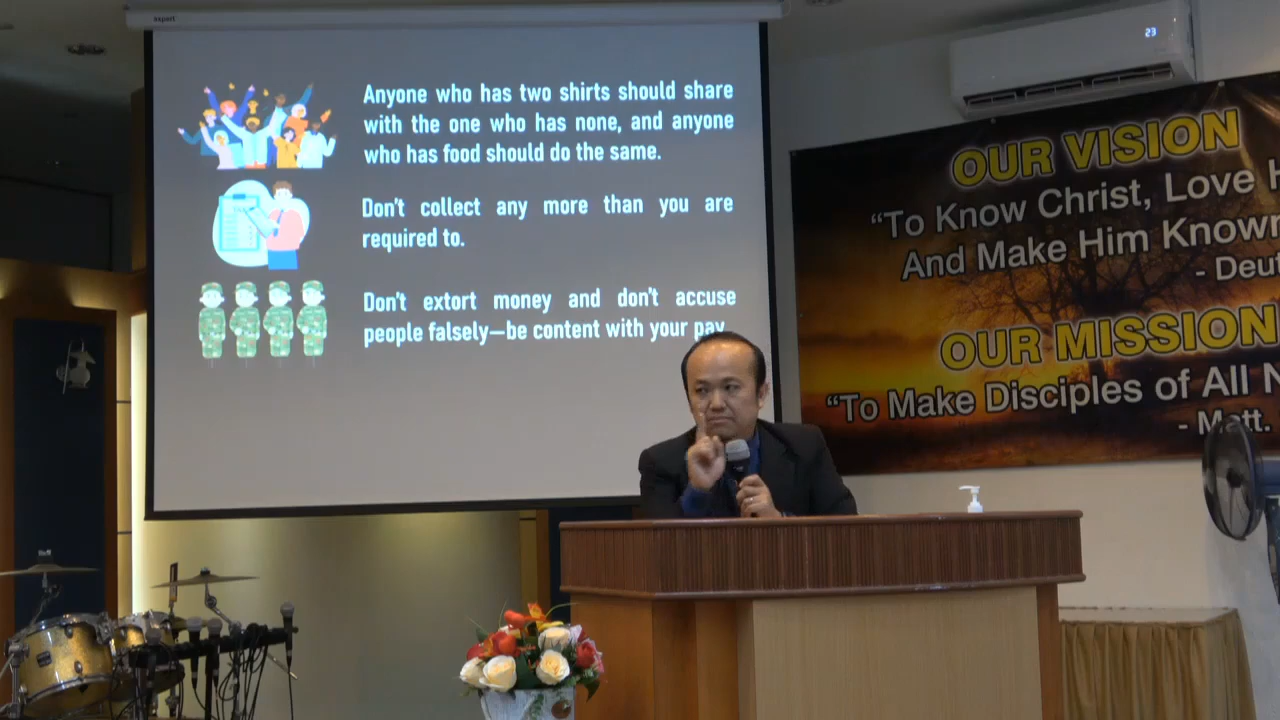 Anyone who has two shirts should share
with the one who has none, and anyone
who has food should do the same.
Don't collect any more than you are
required to.
Don't extort money and don't accuse
people falsely—be content with your pay
23
OUR VISION
“To Know Christ, Love
And Make Him Known
- Deut
OUR MISSION
“To Make Disciples of All
- Matt.